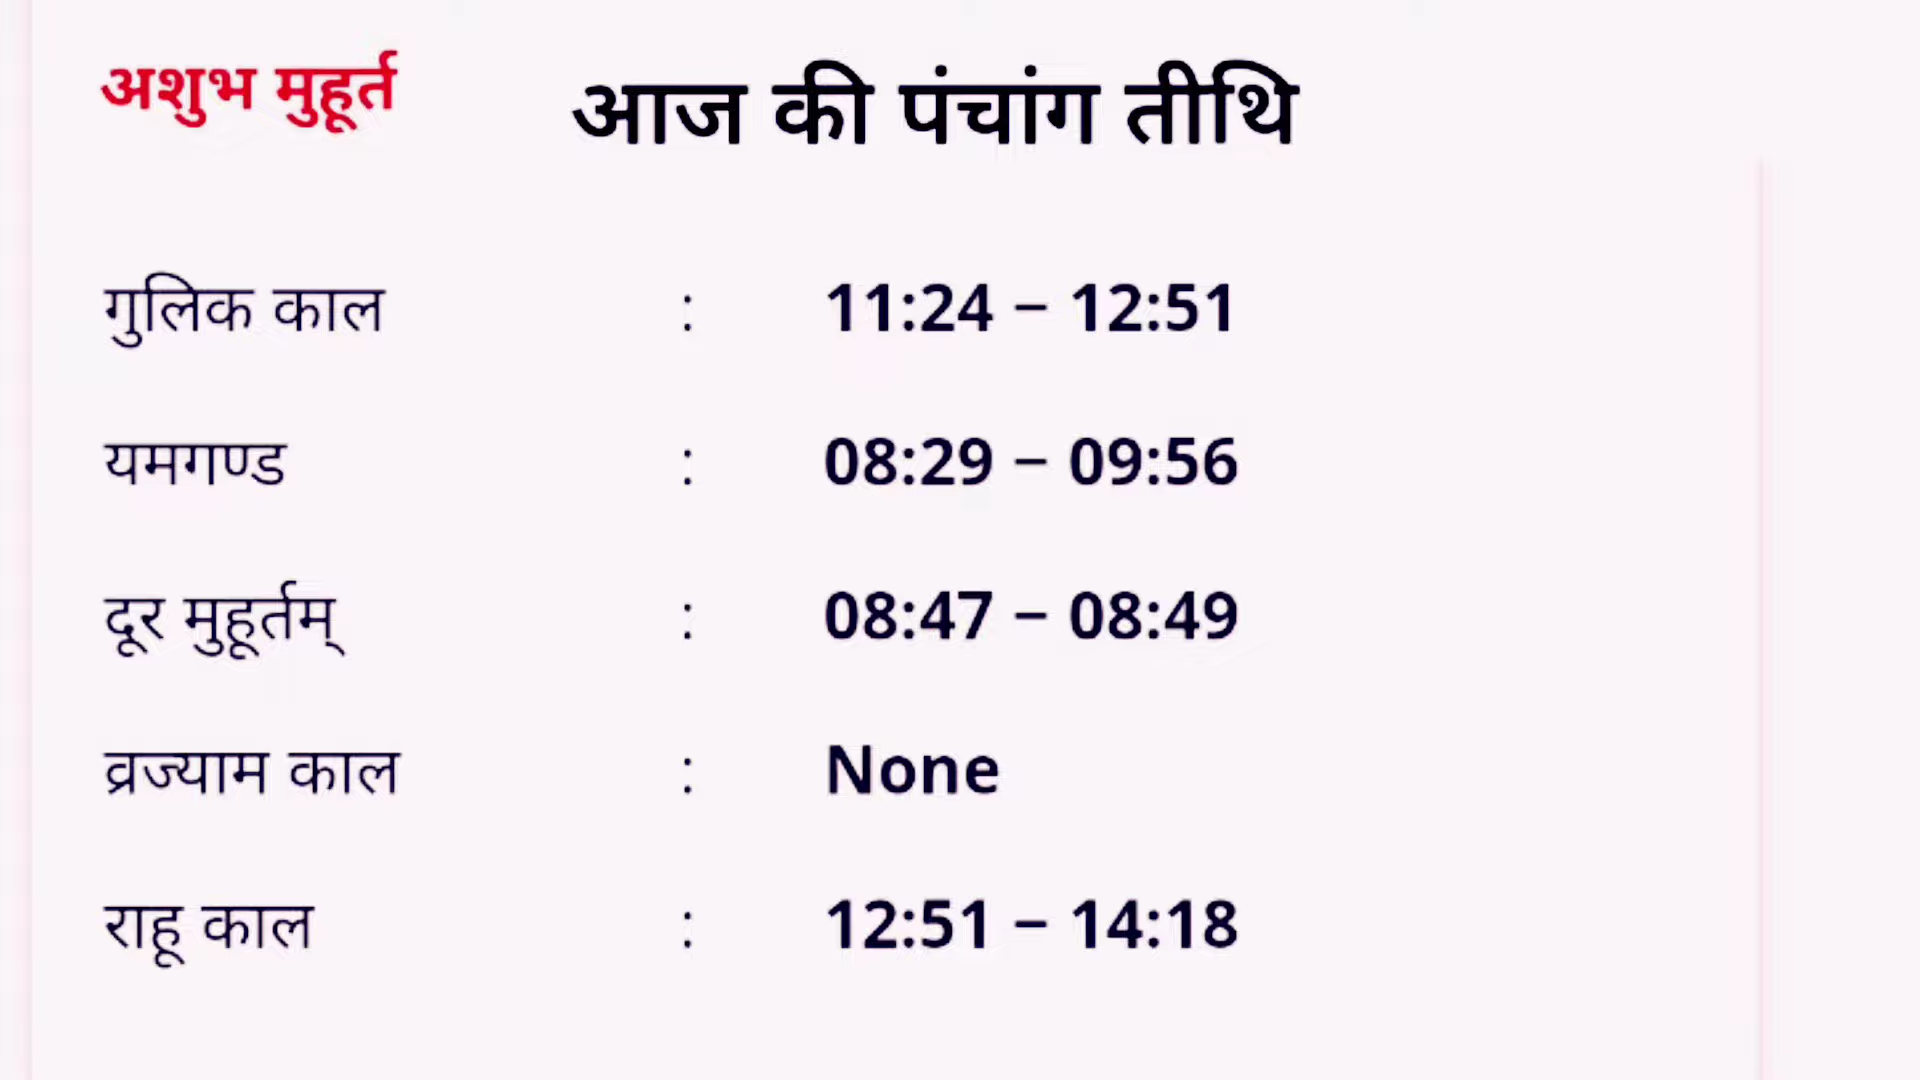 अशुभ मुहूर्त
आज की पंचांग तीथि
गुलिक काल : 11:24 – 12:51
यमगण्ड : 08:29 – 09:56
दूर मुहूर्तम् : 08:47 – 08:49
व्रज्याम काल : None
राहू काल : 12:51 – 14:18